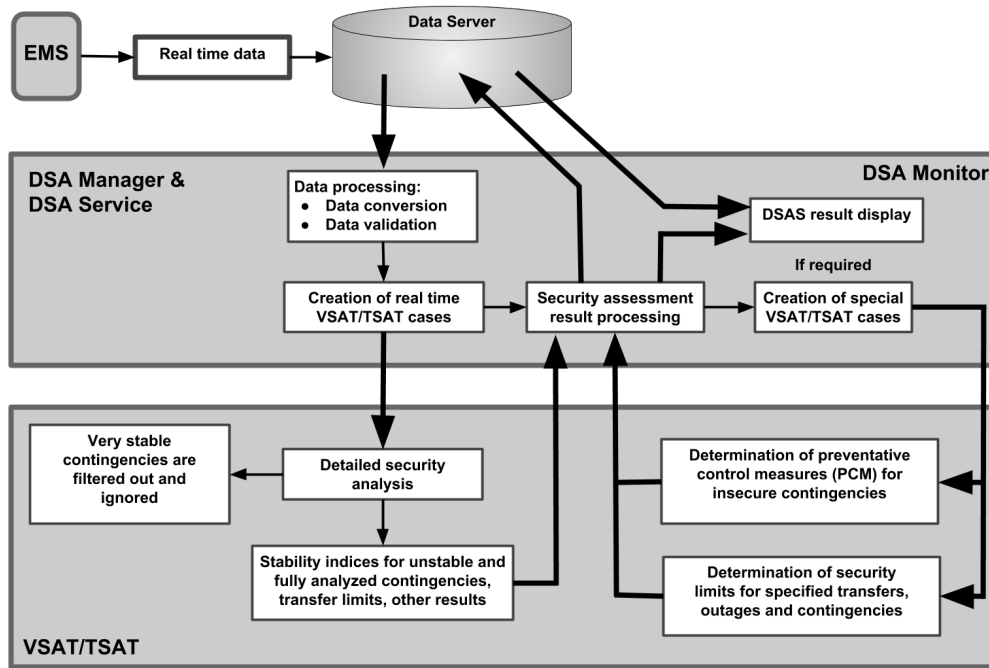 Data Server
EMS
Real time data
DSA Manager &
DSA Service
DSA Monitor
Data processing:
● Data conversion
● Data validation
DSAS result display
If required
Creation of real time
VSAT/TSAT cases
Security assessment
result processing
Creation of special
VSAT/TSAT cases
Very stable
contingencies are
filtered out and
ignored
Detailed security
analysis
Determination of preventative
control measures (PCM) for
insecure contingencies
Stability indices for unstable and
fully analyzed contingencies,
transfer limits, other results
Determination of security
limits for specified transfers,
outages and contingencies
VSAT/TSAT